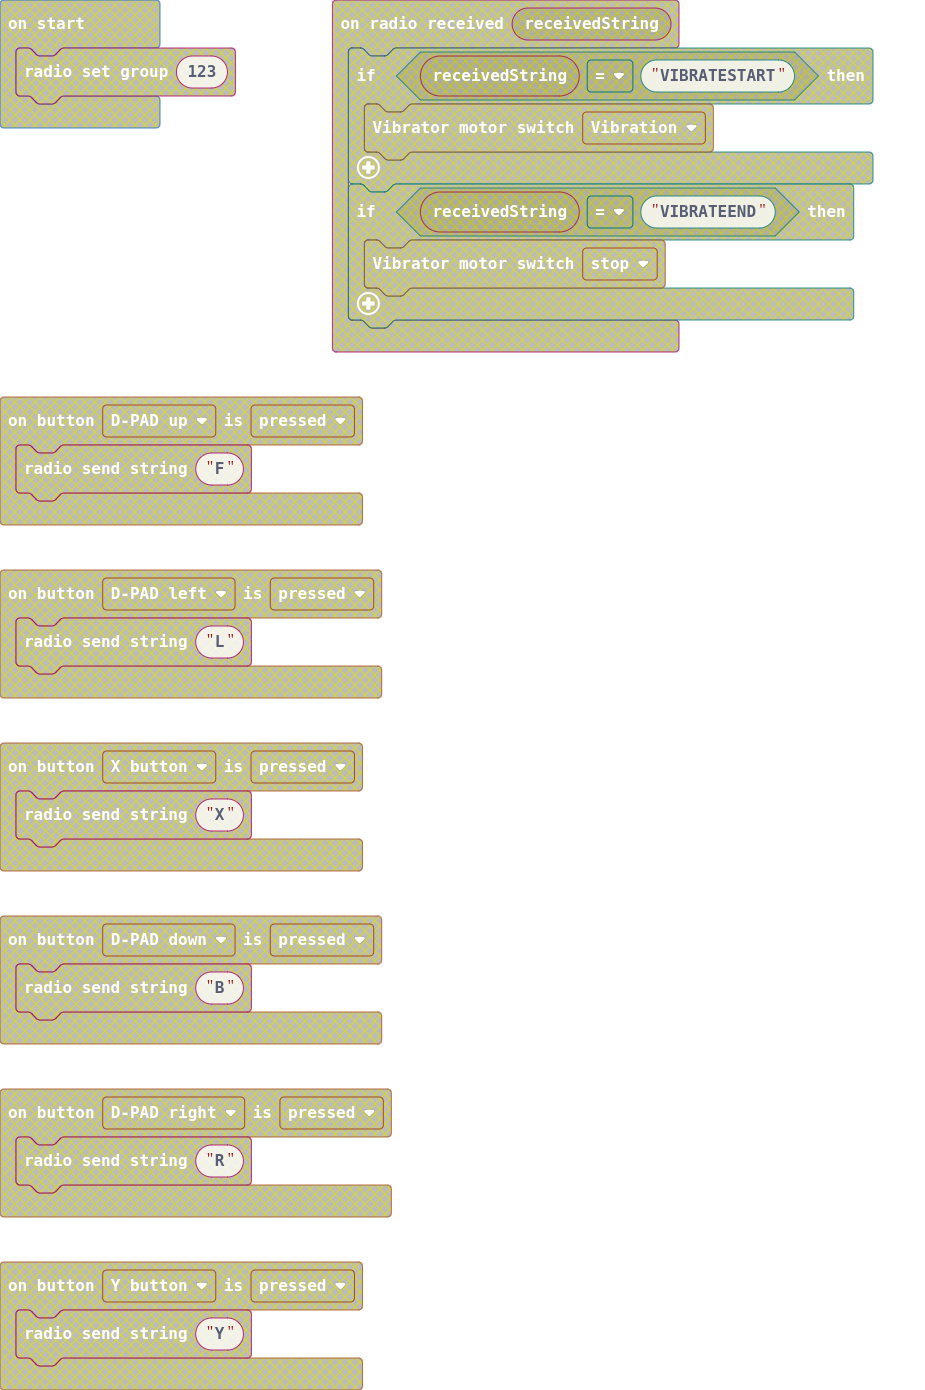 on start
radio set group 123
on radio received receivedString
if receivedString = "VIBRATESTART" then
Vibrator motor switch Vibration
if receivedString = "VIBRATEEND" then
Vibrator motor switch stop
on button D-PAD up is pressed
radio send string "F"
on button D-PAD left is pressed
radio send string "L"
on button X button is pressed
radio send string "X"
on button D-PAD down is pressed
radio send string "B"
on button D-PAD right is pressed
radio send string "R"
on button Y button is pressed
radio send string "Y"